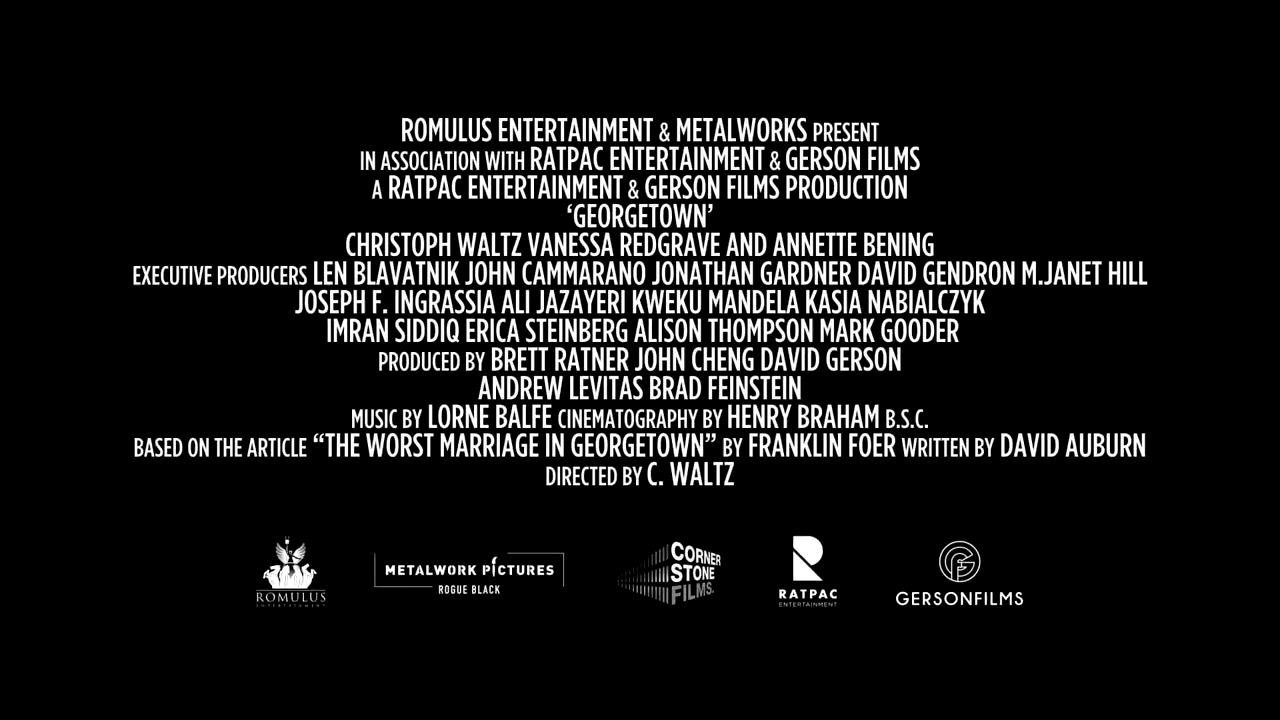 ROMULUS ENTERTAINMENT & METALWORKS PRESENT
IN ASSOCIATION WITH RATPAC ENTERTAINMENT & GERSON FILMS
A RATPAC ENTERTAINMENT & GERSON FILMS PRODUCTION
‘GEORGETOWN’
CHRISTOPH WALTZ VANESSA REDGRAVE AND ANNETTE BENING
EXECUTIVE PRODUCERS LEN BLAVATNIK JOHN CAMMARANO JONATHAN GARDNER DAVID GENDRON M.JANET HILL
JOSEPH F. INGRASSIA ALI JAZAYERI KWEKU MANDELA KASIA NABIALCZYK
IMRAN SIDDIQ ERICA STEINBERG ALISON THOMPSON MARK GOODER
PRODUCED BY BRETT RATNER JOHN CHENG DAVID GERSON
ANDREW LEVITAS BRAD FEINSTEIN
MUSIC BY LORNE BALFE CINEMATOGRAPHY BY HENRY BRAHAM B.S.C.
BASED ON THE ARTICLE “THE WORST MARRIAGE IN GEORGETOWN” BY FRANKLIN FOER WRITTEN BY DAVID AUBURN
DIRECTED BY C. WALTZ
ROMULUS
ENTERTAINMENT
METALWORK PICTURES
ROGUE BLACK
CORNER
STONE
FILMS.
RATPAC
ENTERTAINMENT
GERSONFILMS